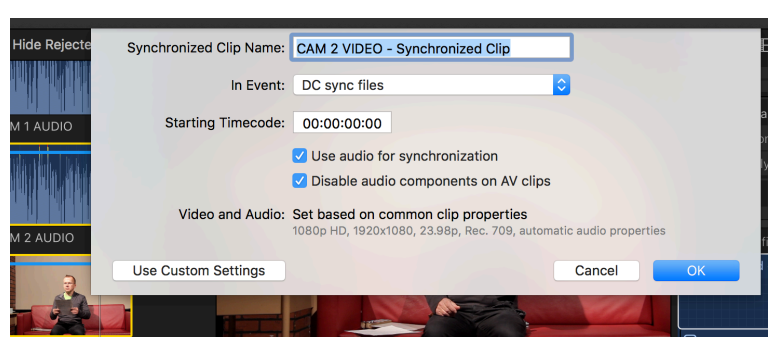 Hide Rejecte
Synchronized Clip Name: CAM 2 VIDEO - Synchronized Clip
In Event: DC sync files
M 1 AUDIO
Starting Timecode: 00:00:00:00
Use audio for synchronization
Disable audio components on AV clips
M 2 AUDIO
Video and Audio: Set based on common clip properties
1080p HD, 1920x1080, 23.98p, Rec. 709, automatic audio properties
Use Custom Settings
Cancel
OK